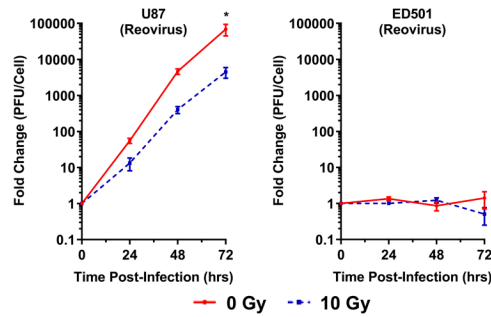 U87
(Reovirus)
*
Fold Change (PFU/Cell)
100000
10000
1000
100
10
1
0.1
0 24 48 72
Time Post-Infection (hrs)
ED501
(Reovirus)
Fold Change (PFU/Cell)
100000
10000
1000
100
10
1
0.1
0 24 48 72
Time Post-Infection (hrs)
0 Gy 10 Gy